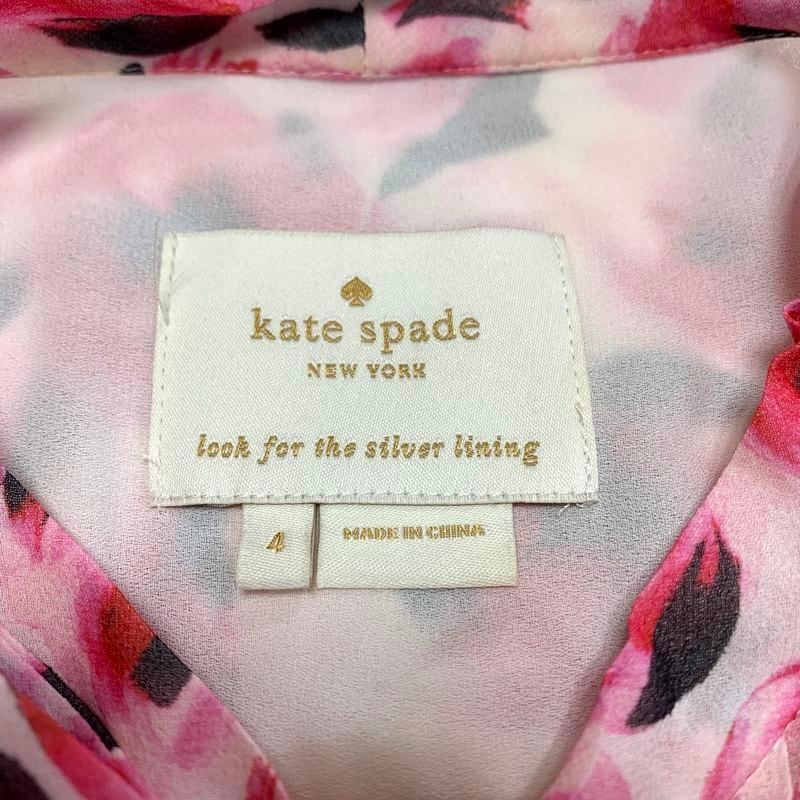 kate spade
NEW YORK
look for the silver lining
4
MADE IN CHINA